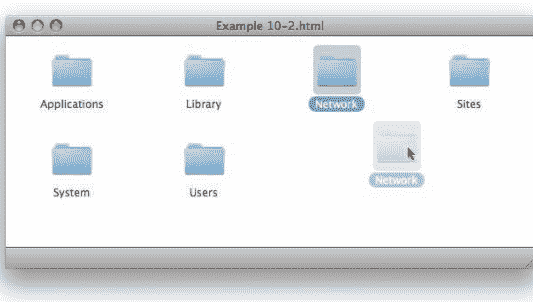 Example 10-2.html
Applications Library Network Sites
System Users Network